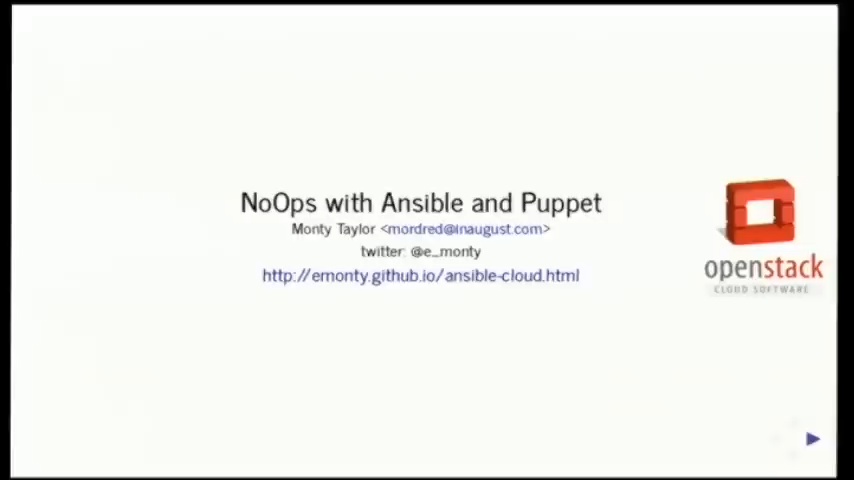 NoOps with Ansible and Puppet
Monty Taylor <mordred@inaugust.com>
twitter: @e_monty
http://emonty.github.io/ansible-cloud.html
openstack
CLOUD SOFTWARE